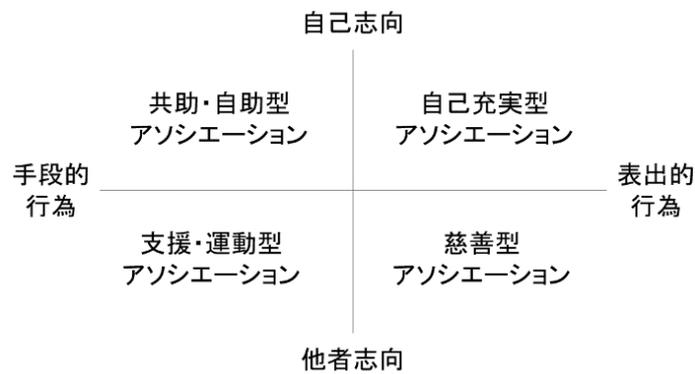 自己志向
共助・自助型
アソシエーション
自己充実型
アソシエーション
手段的
行為
表出的
行為
支援・運動型
アソシエーション
慈善型
アソシエーション
他者志向